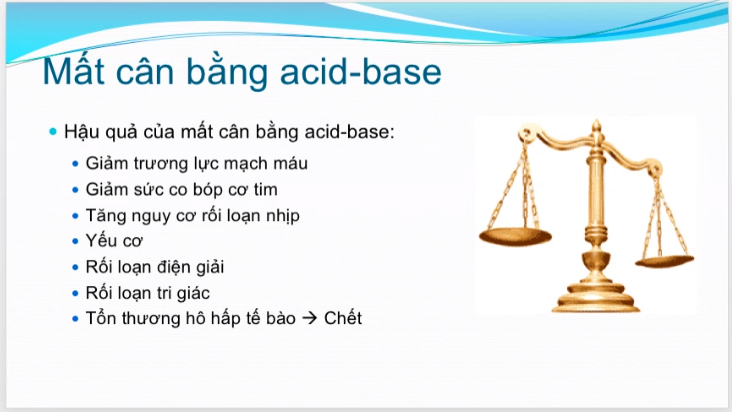 Mất cân bằng acid-base
• Hậu quả của mất cân bằng acid-base:
• Giảm trương lực mạch máu
• Giảm sức co bóp cơ tim
• Tăng nguy cơ rối loạn nhịp
• Yếu cơ
• Rối loạn điện giải
• Rối loạn tri giác
• Tổn thương hô hấp tế bào → Chết